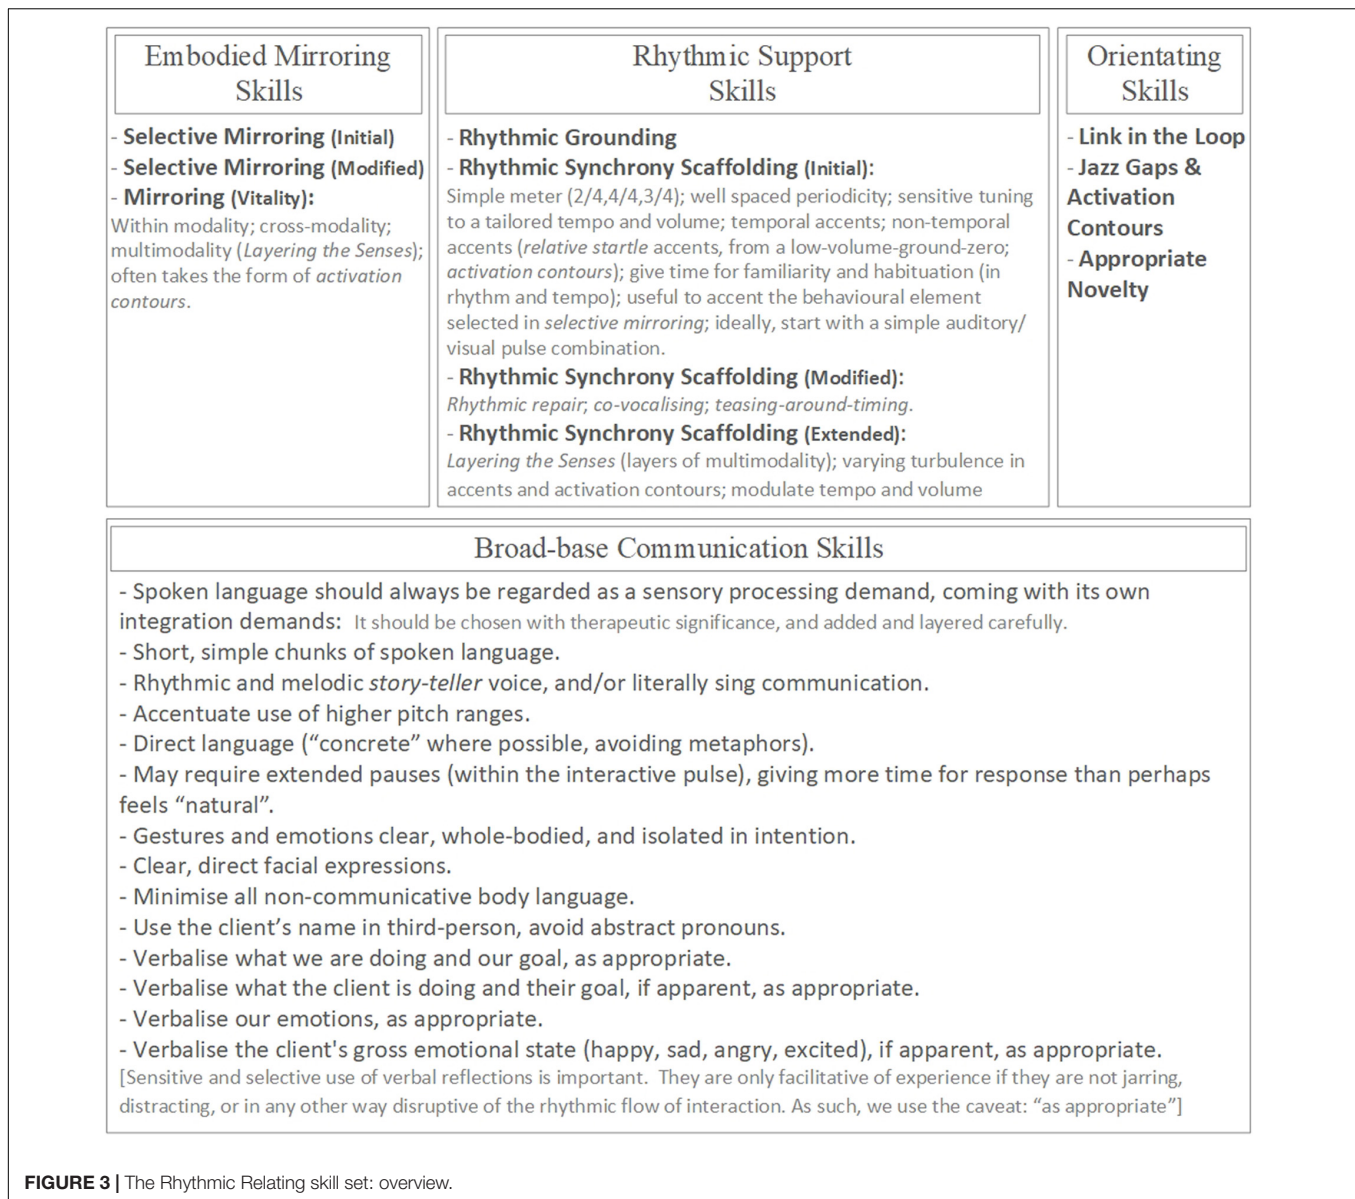 Embodied Mirroring
Skills
- Selective Mirroring (Initial)
- Selective Mirroring (Modified)
- Mirroring (Vitality):
Within modality; cross-modality;
multimodality (Layering the Senses);
often takes the form of activation
contours.
Rhythmic Support
Skills
- Rhythmic Grounding
- Rhythmic Synchrony Scaffolding (Initial):
Simple meter (2/4,4/4,3/4); well spaced periodicity; sensitive tuning
to a tailored tempo and volume; temporal accents; non-temporal
accents (relative startle accents, from a low-volume-ground-zero;
activation contours); give time for familiarity and habituation (in
rhythm and tempo); useful to accent the behavioural element
selected in selective mirroring; ideally, start with a simple auditory/
visual pulse combination.
- Rhythmic Synchrony Scaffolding (Modified):
Rhythmic repair; co-vocalising; teasing-around-timing.
- Rhythmic Synchrony Scaffolding (Extended):
Layering the Senses (layers of multimodality); varying turbulence in
accents and activation contours; modulate tempo and volume
Orientating
Skills
- Link in the Loop
- Jazz Gaps &
Activation
Contours
- Appropriate
Novelty
Broad-base Communication Skills
- Spoken language should always be regarded as a sensory processing demand, coming with its own
integration demands: It should be chosen with therapeutic significance, and added and layered carefully.
- Short, simple chunks of spoken language.
- Rhythmic and melodic story-teller voice, and/or literally sing communication.
- Accentuate use of higher pitch ranges.
- Direct language (“concrete” where possible, avoiding metaphors).
- May require extended pauses (within the interactive pulse), giving more time for response than perhaps
feels “natural”.
- Gestures and emotions clear, whole-bodied, and isolated in intention.
- Clear, direct facial expressions.
- Minimise all non-communicative body language.
- Use the client’s name in third-person, avoid abstract pronouns.
- Verbalise what we are doing and our goal, as appropriate.
- Verbalise what the client is doing and their goal, if apparent, as appropriate.
- Verbalise our emotions, as appropriate.
- Verbalise the client's gross emotional state (happy, sad, angry, excited), if apparent, as appropriate.
[Sensitive and selective use of verbal reflections is important. They are only facilitative of experience if they are not jarring,
distracting, or in any other way disruptive of the rhythmic flow of interaction. As such, we use the caveat: “as appropriate”]
FIGURE 3 | The Rhythmic Relating skill set: overview.